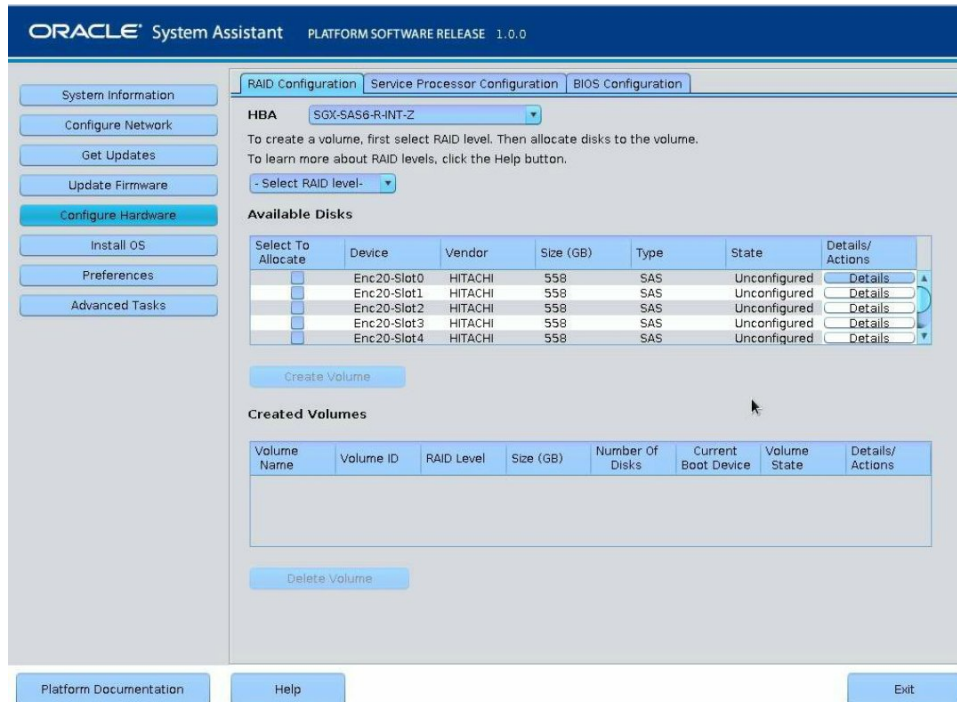 ORACLE® System Assistant PLATFORM SOFTWARE RELEASE 1.0.0
System Information
Configure Network
Get Updates
Update Firmware
Configure Hardware
Install OS
Preferences
Advanced Tasks
RAID Configuration Service Processor Configuration BIOS Configuration
HBA SGX-SAS6-R-INT-Z
To create a volume, first select RAID level. Then allocate disks to the volume.
To learn more about RAID levels, click the Help button.
- Select RAID level-
Available Disks
Select To Allocate Device Vendor Size (GB) Type State Details/ Actions
Enc20-Slot0 HITACHI 558 SAS Unconfigured Details
Enc20-Slot1 HITACHI 558 SAS Unconfigured Details
Enc20-Slot2 HITACHI 558 SAS Unconfigured Details
Enc20-Slot3 HITACHI 558 SAS Unconfigured Details
Enc20-Slot4 HITACHI 558 SAS Unconfigured Details
Create Volume
Created Volumes
Volume Name Volume ID RAID Level Size (GB) Number Of Disks Current Boot Device Volume State Details/ Actions
Delete Volume
Platform Documentation Help Exit